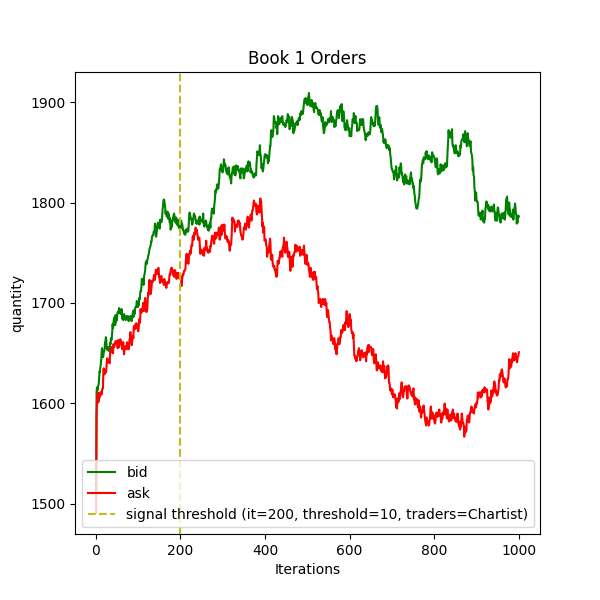 Book 1 Orders
1900
1800
1700
1600
1500
quantity
bid
ask
signal threshold (it=200, threshold=10, traders=Chartist)
0 200 400 600 800 1000
Iterations